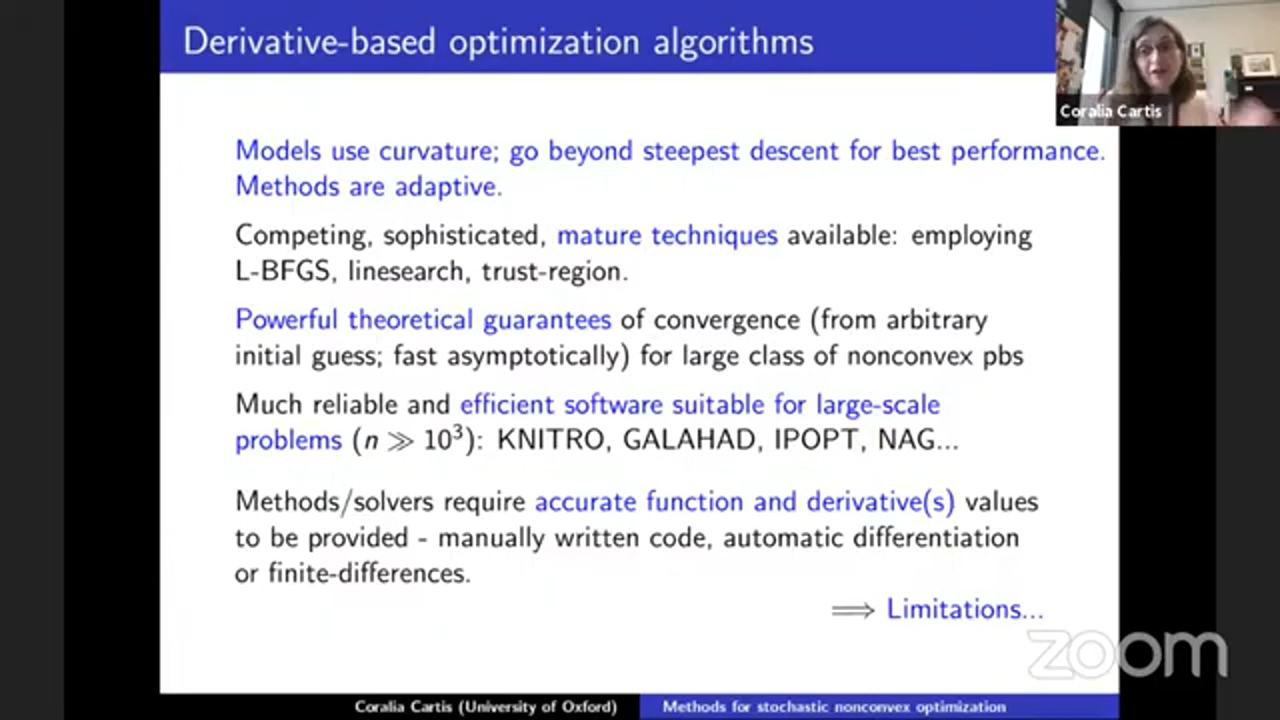 Derivative-based optimization algorithms
Coralia Cartis
Models use curvature; go beyond steepest descent for best performance.
Methods are adaptive.
Competing, sophisticated, mature techniques available: employing
L-BFGS, linesearch, trust-region.
Powerful theoretical guarantees of convergence (from arbitrary
initial guess; fast asymptotically) for large class of nonconvex pbs
Much reliable and efficient software suitable for large-scale
problems (n ≫ 10³): KNITRO, GALAHAD, IPOPT, NAG...
Methods/solvers require accurate function and derivative(s) values
to be provided - manually written code, automatic differentiation
or finite-differences.
⟹ Limitations...
zoom
Coralia Cartis (University of Oxford) Methods for stochastic nonconvex optimization